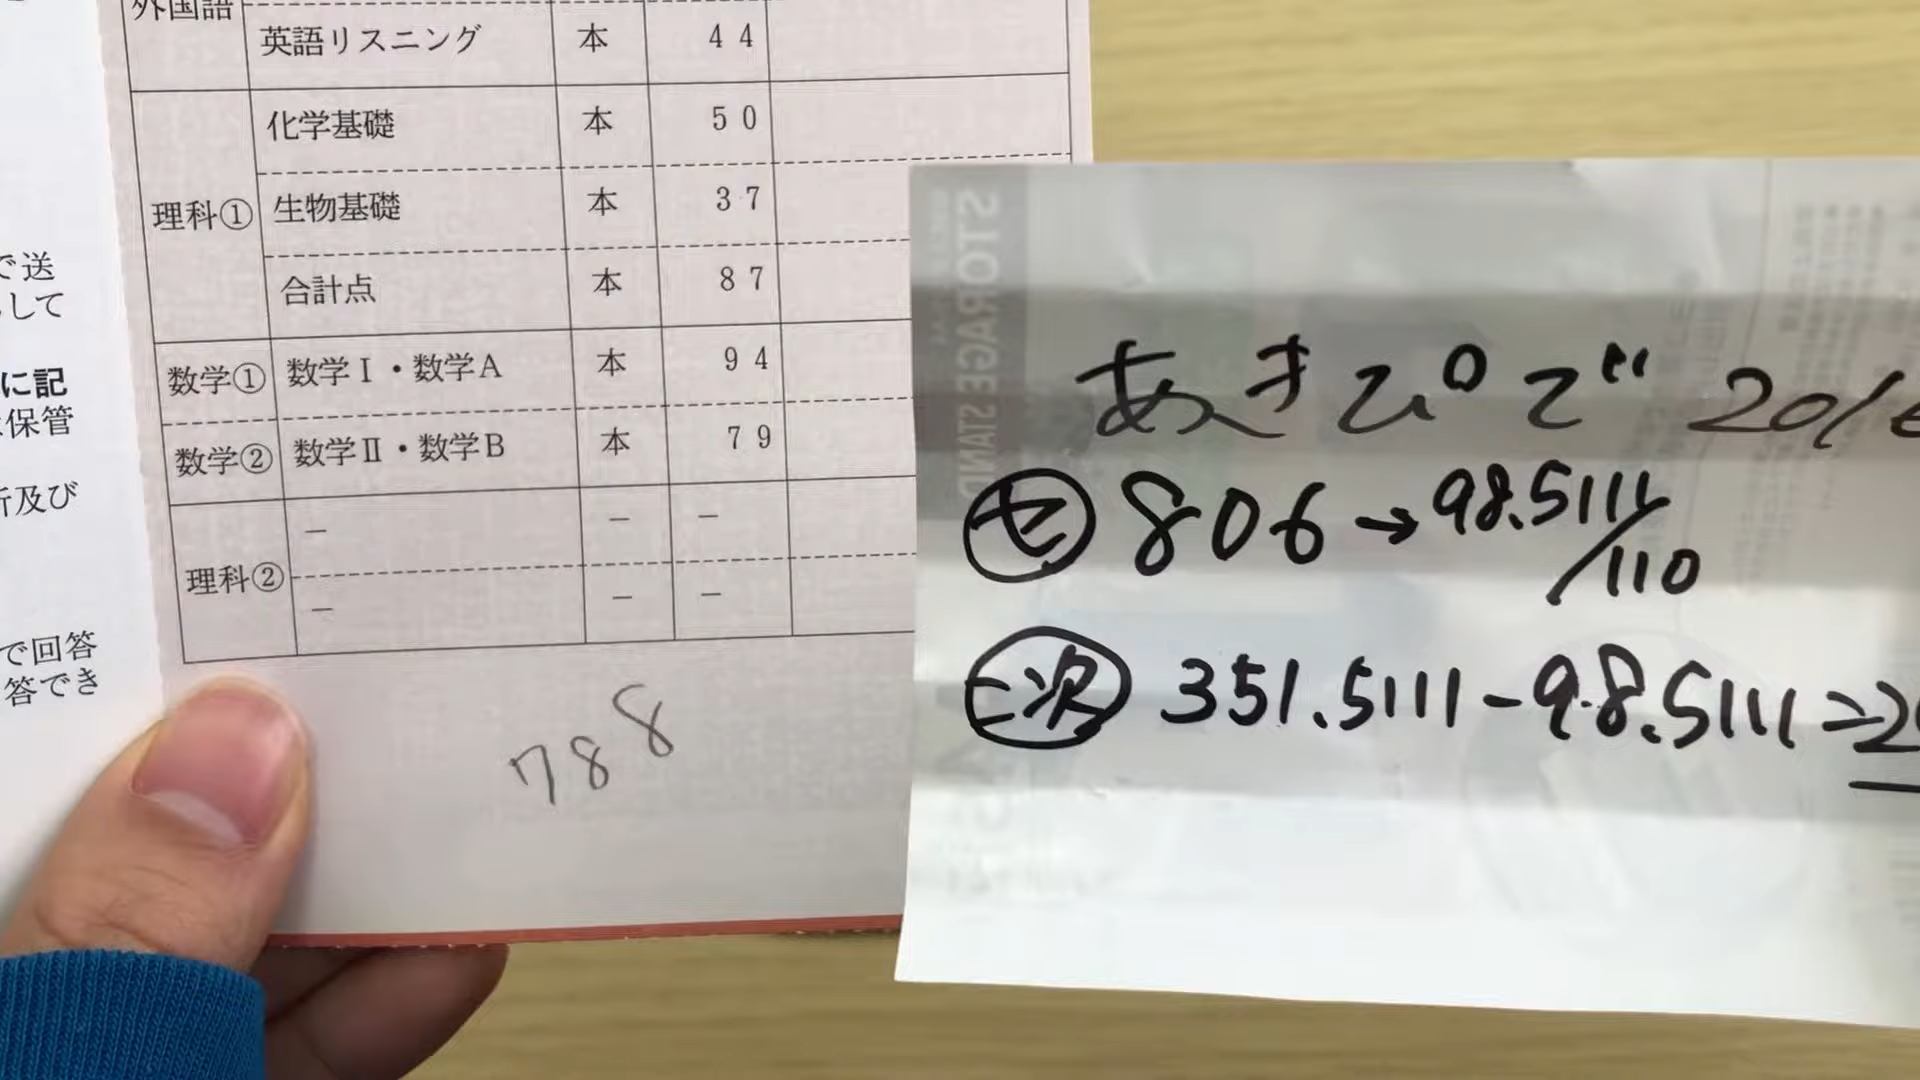 外国語
英語リスニング 本 44
化学基礎 本 50
理科① 生物基礎 本 37
合計点 本 87
数学① 数学Ⅰ・数学A 本 94
数学② 数学Ⅱ・数学B 本 79
– – –
理科②
– – –
788
で送
して
に記
保管
及び
で回答
答でき
STORAGE STAND
あきぴで" 201
セ 806→98.5111/110
二次 351.5111-98.5111=2